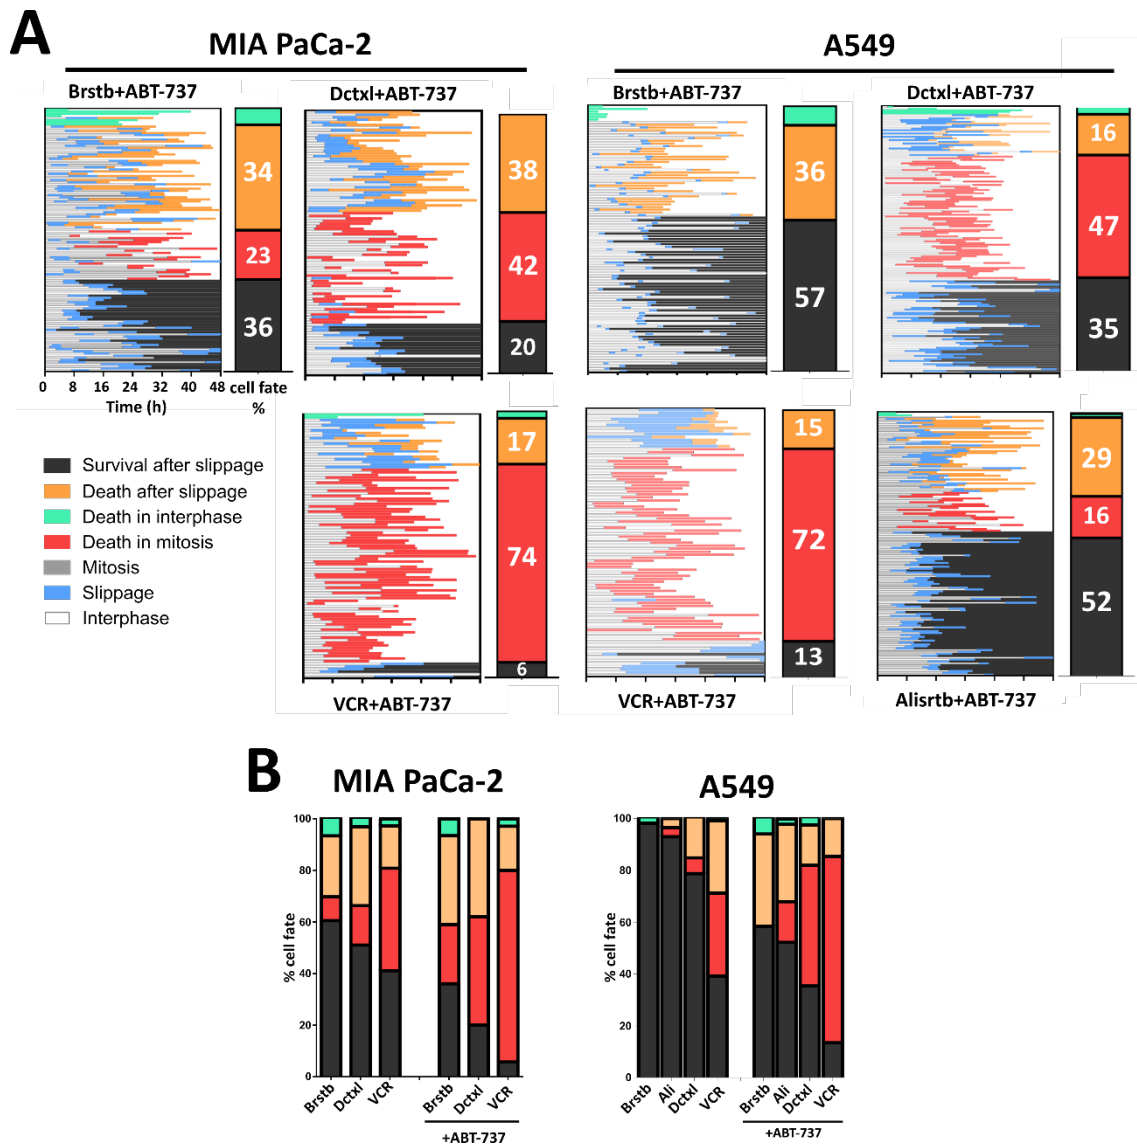 A
MIA PaCa-2
A549
Brstb+ABT-737
Dctxl+ABT-737
Brstb+ABT-737
Dctxl+ABT-737
34
23
36
38
42
20
36
57
16
47
35
0 8 16 24 32 40 48
Time (h)
cell fate
%
Survival after slippage
Death after slippage
Death in interphase
Death in mitosis
Mitosis
Slippage
Interphase
17
74
6
15
72
13
29
16
52
VCR+ABT-737
VCR+ABT-737
Alisrtb+ABT-737
B
MIA PaCa-2
A549
% cell fate
100
80
60
40
20
0
Brstb
Dctxl
VCR
Brstb
Dctxl
VCR
+ABT-737
% cell fate
100
80
60
40
20
0
Brstb
Ali
Dctxl
VCR
Brstb
Ali
Dctxl
VCR
+ABT-737